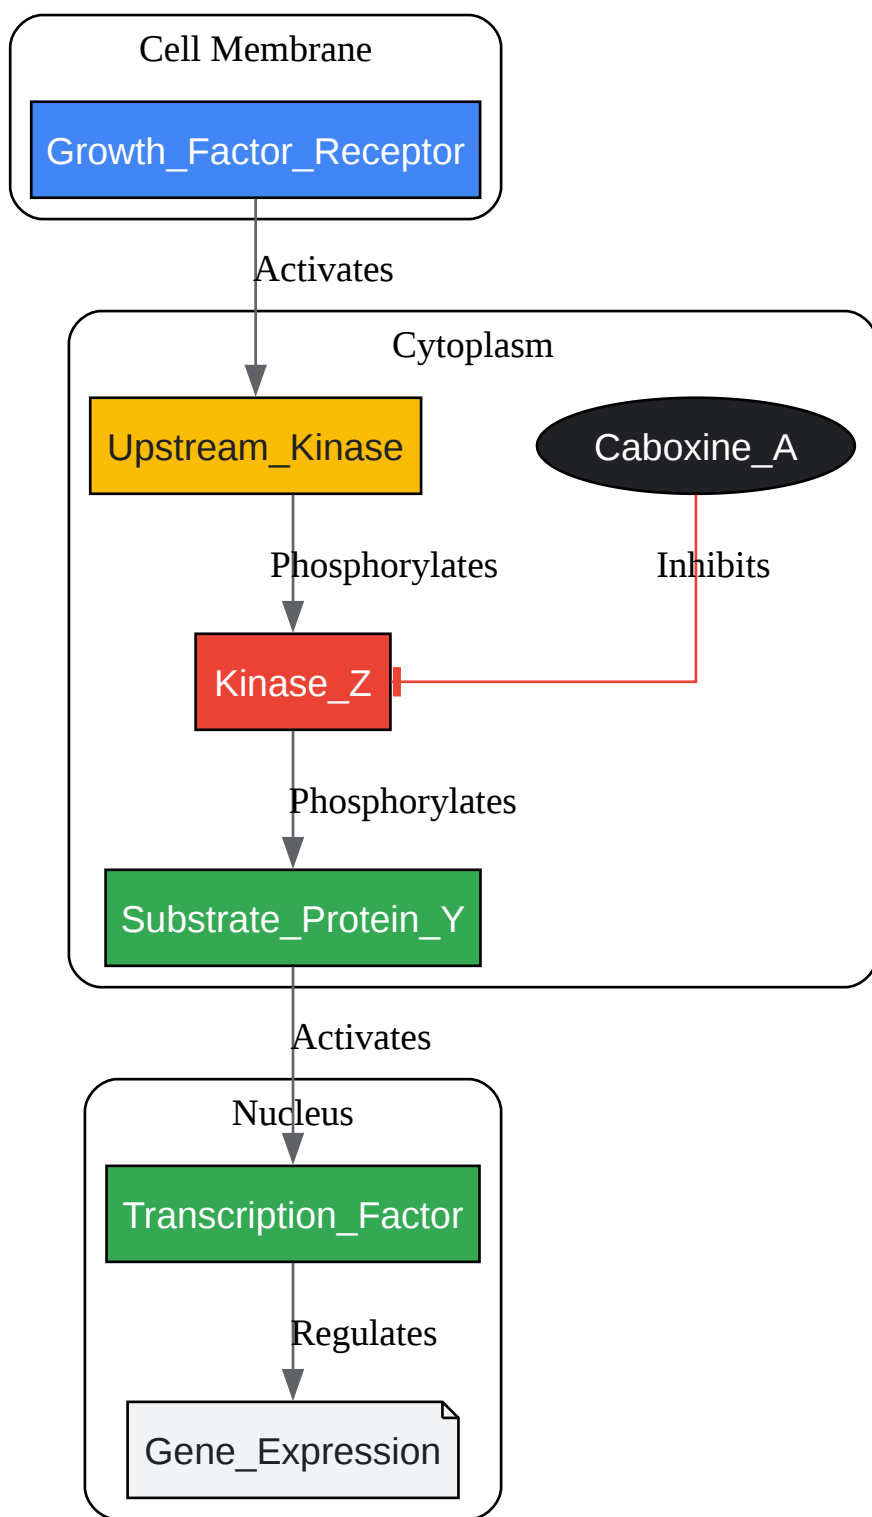 Cell Membrane
Growth_Factor_Receptor
Activates
Cytoplasm
Upstream_Kinase
Caboxine_A
Phosphorylates
Inhibits
Kinase_Z
Phosphorylates
Substrate_Protein_Y
Activates
Nucleus
Transcription_Factor
Regulates
Gene_Expression